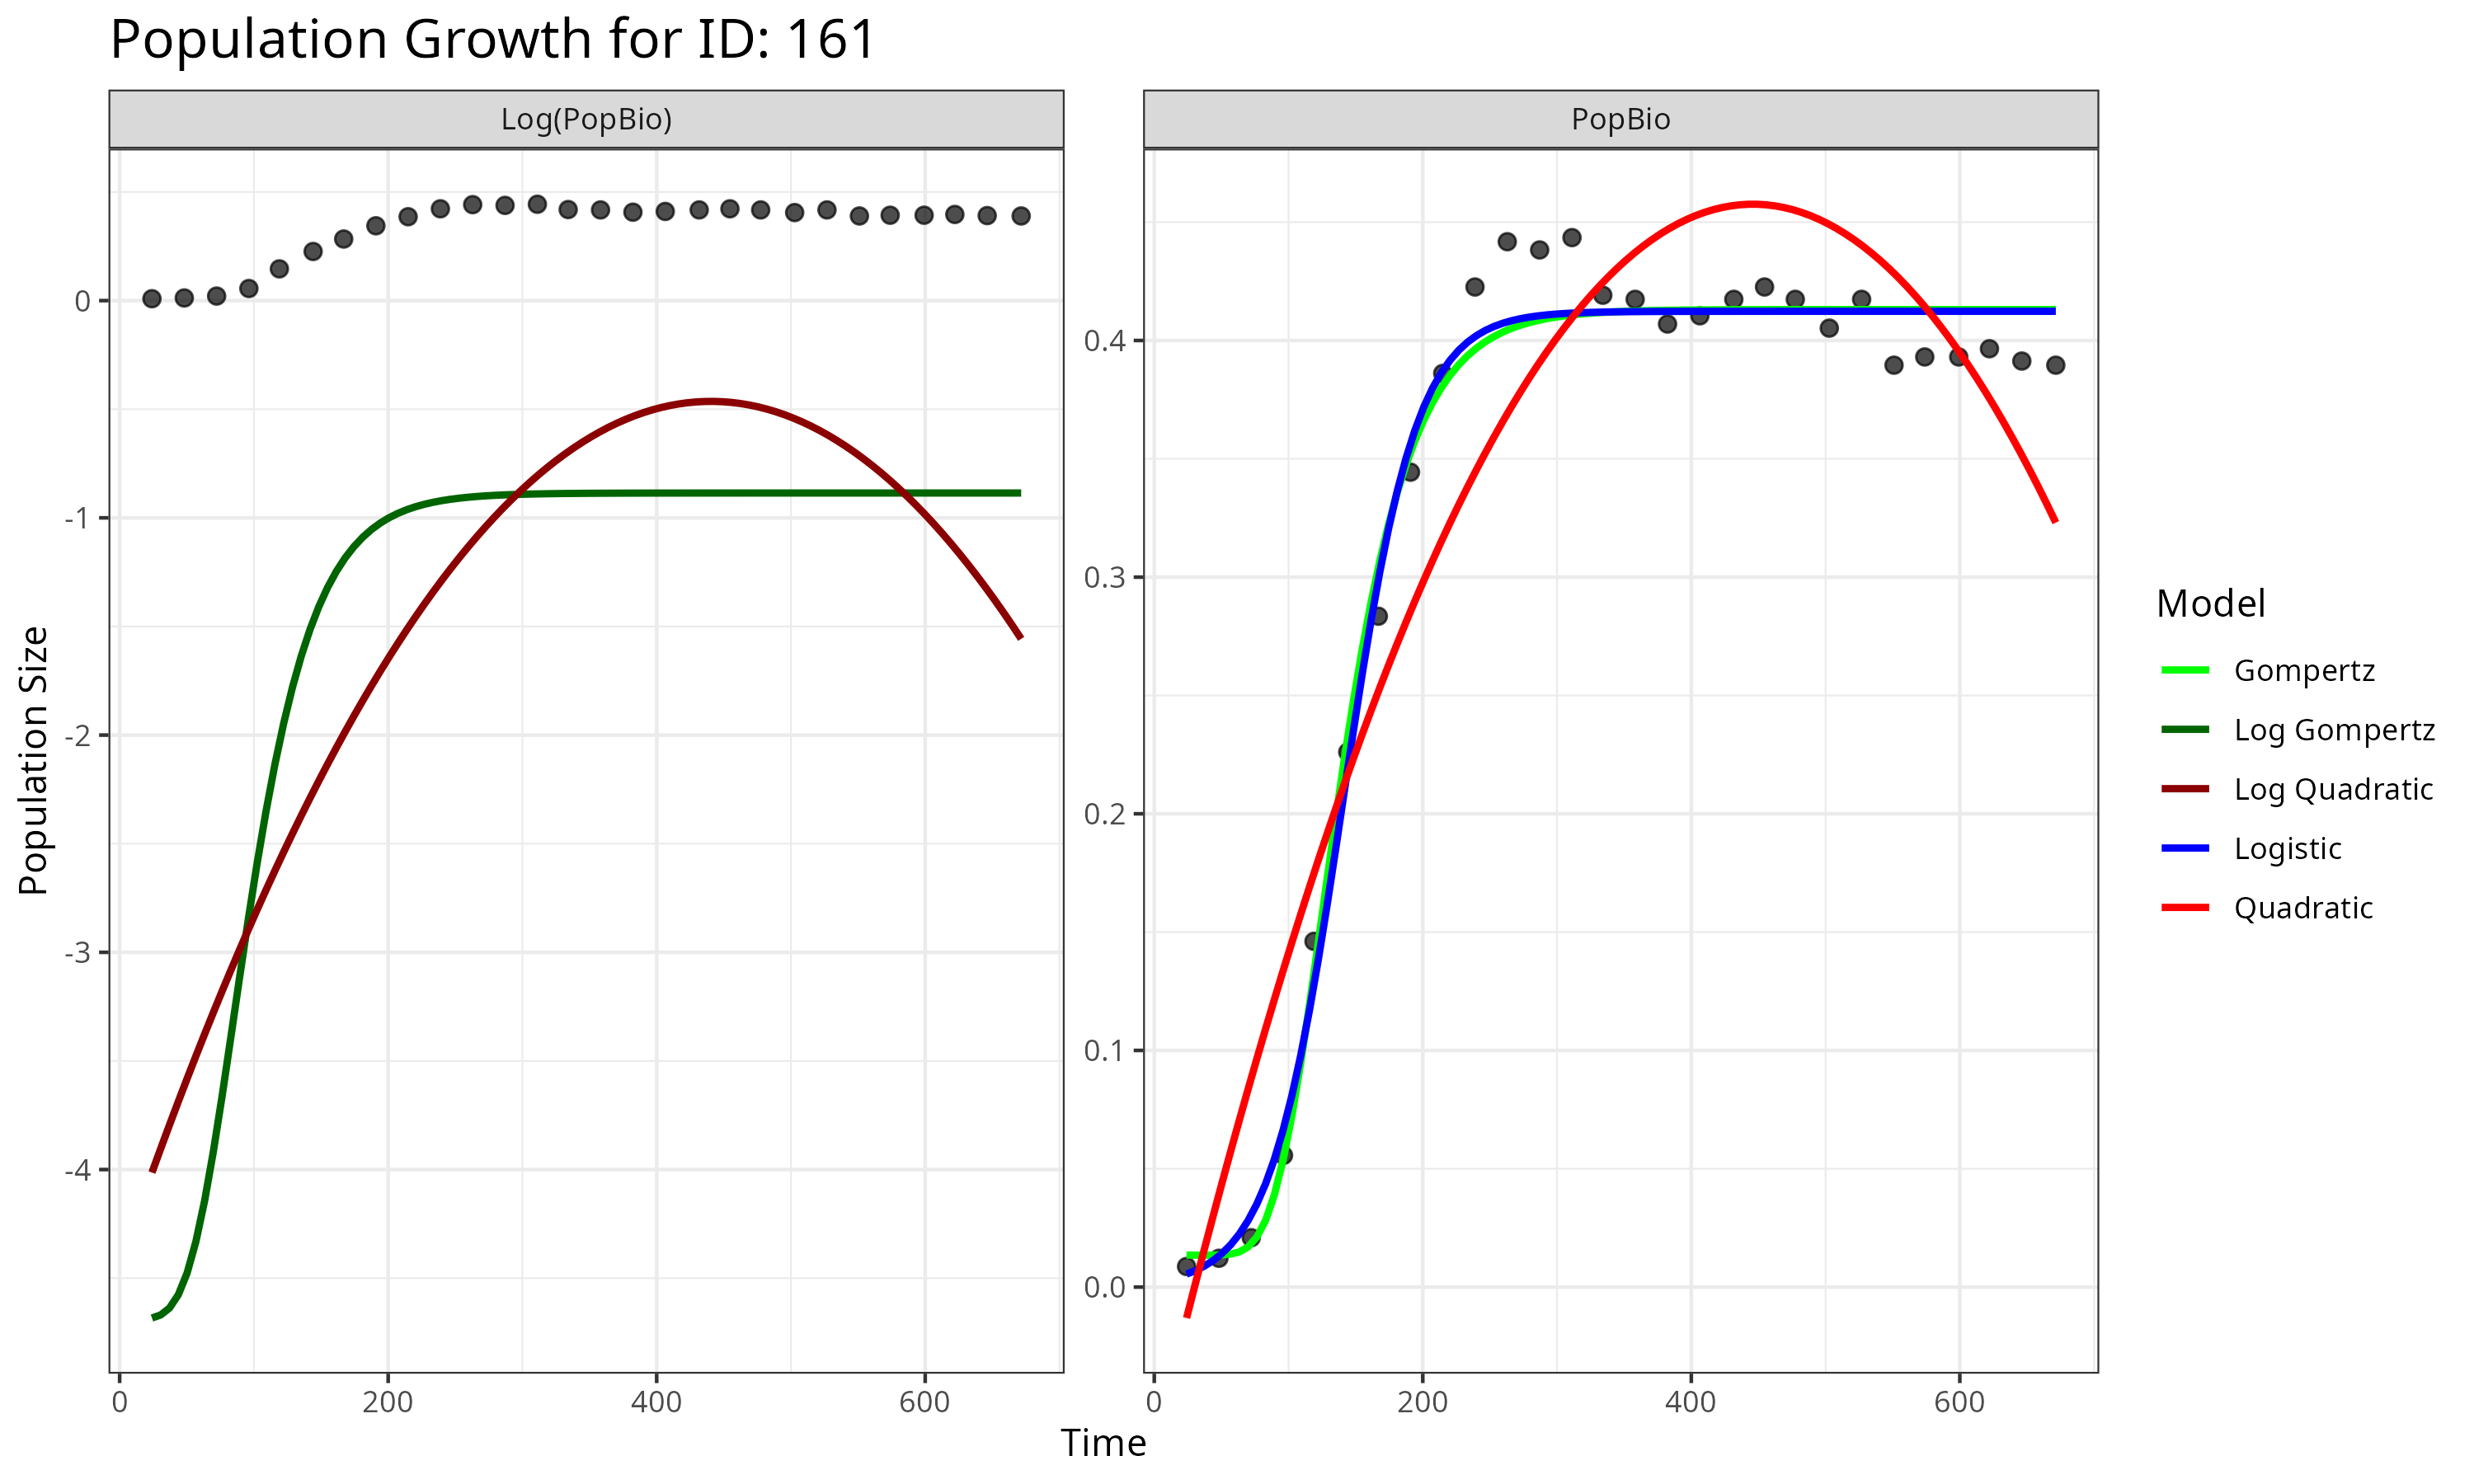 Population Growth for ID: 161
Log(PopBio)
PopBio
Population Size
0
-1
-2
-3
-4
0.4
0.3
0.2
0.1
0.0
0 200 400 600
0 200 400 600
Time
Model
Gompertz
Log Gompertz
Log Quadratic
Logistic
Quadratic